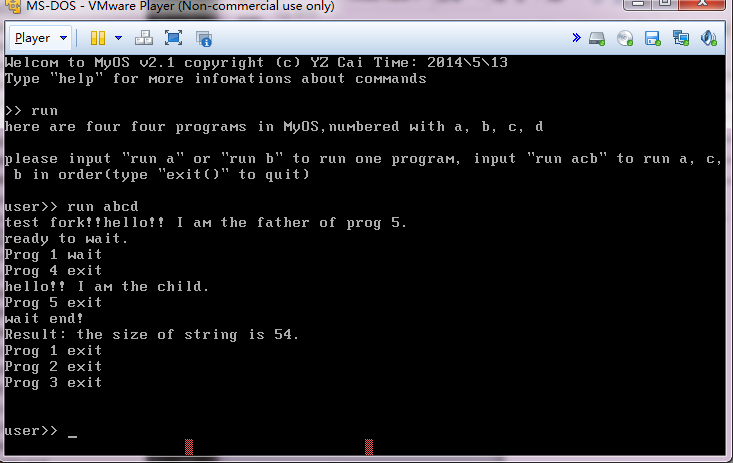 MS-DOS - VMware Player (Non-commercial use only)
Player
Welcom to MyOS v2.1 copyright (c) YZ Cai Time: 2014\5\13
Type "help" for more infomations about commands
>> run
here are four four programs in MyOS,numbered with a, b, c, d
please input "run a" or "run b" to run one program, input "run acb" to run a, c,
b in order(type "exit()" to quit)
user>> run abcd
test fork!!hello!! I am the father of prog 5.
ready to wait.
Prog 1 wait
Prog 4 exit
hello!! I am the child.
Prog 5 exit
wait end!
Result: the size of string is 54.
Prog 1 exit
Prog 2 exit
Prog 3 exit
user>> _